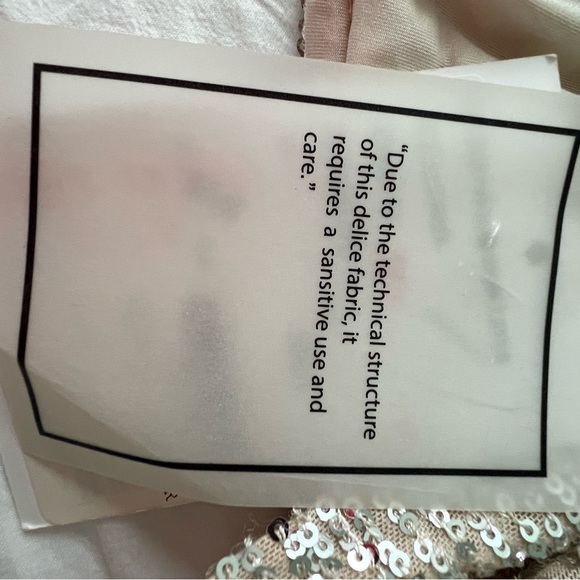 “Due to the technical structure
of this delice fabric, it
requires a sansitive use and
care.”